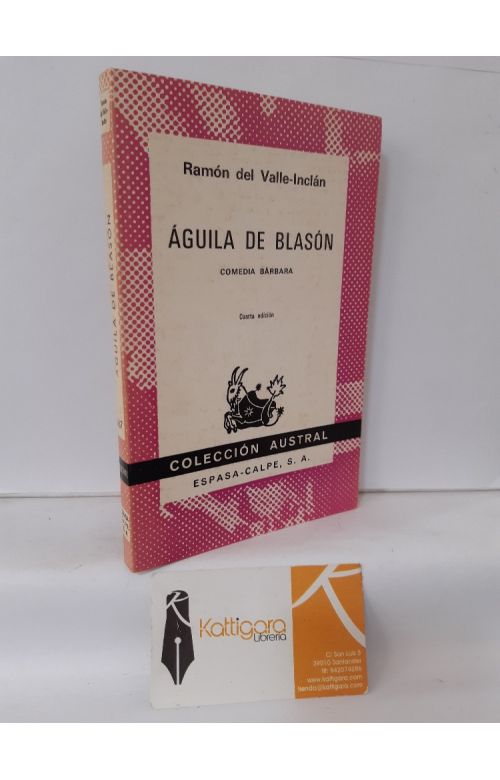 Ramón del Valle-Inclán
ÁGUILA DE BLASÓN
COMEDIA BÁRBARA
Cuarta edición
COLECCIÓN AUSTRAL
ESPASA-CALPE, S. A.
ÁGUILA DE BLASÓN
Kattigara
Librería
C/ San Luis 5
39010 Santander
www.kattigara.com
tienda@kattigara.com